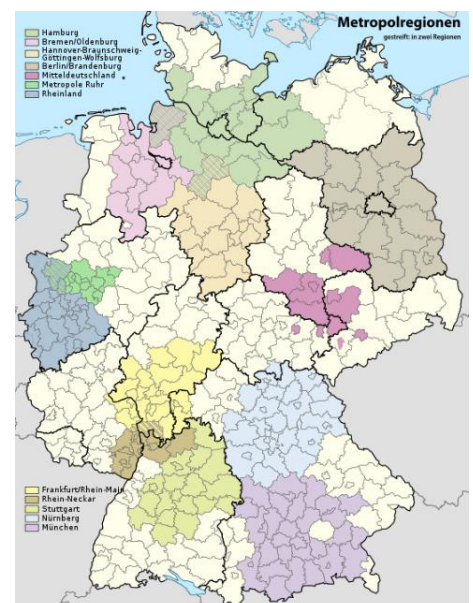 Metropolregionen
gestreift: in zwei Regionen
Hamburg
Bremen/Oldenburg
Hannover-Braunschweig-
Göttingen-Wolfsburg
Berlin/Brandenburg
Mitteldeutschland
Metropole Ruhr
Rheinland
Frankfurt/Rhein-Main
Rhein-Neckar
Stuttgart
Nürnberg
München